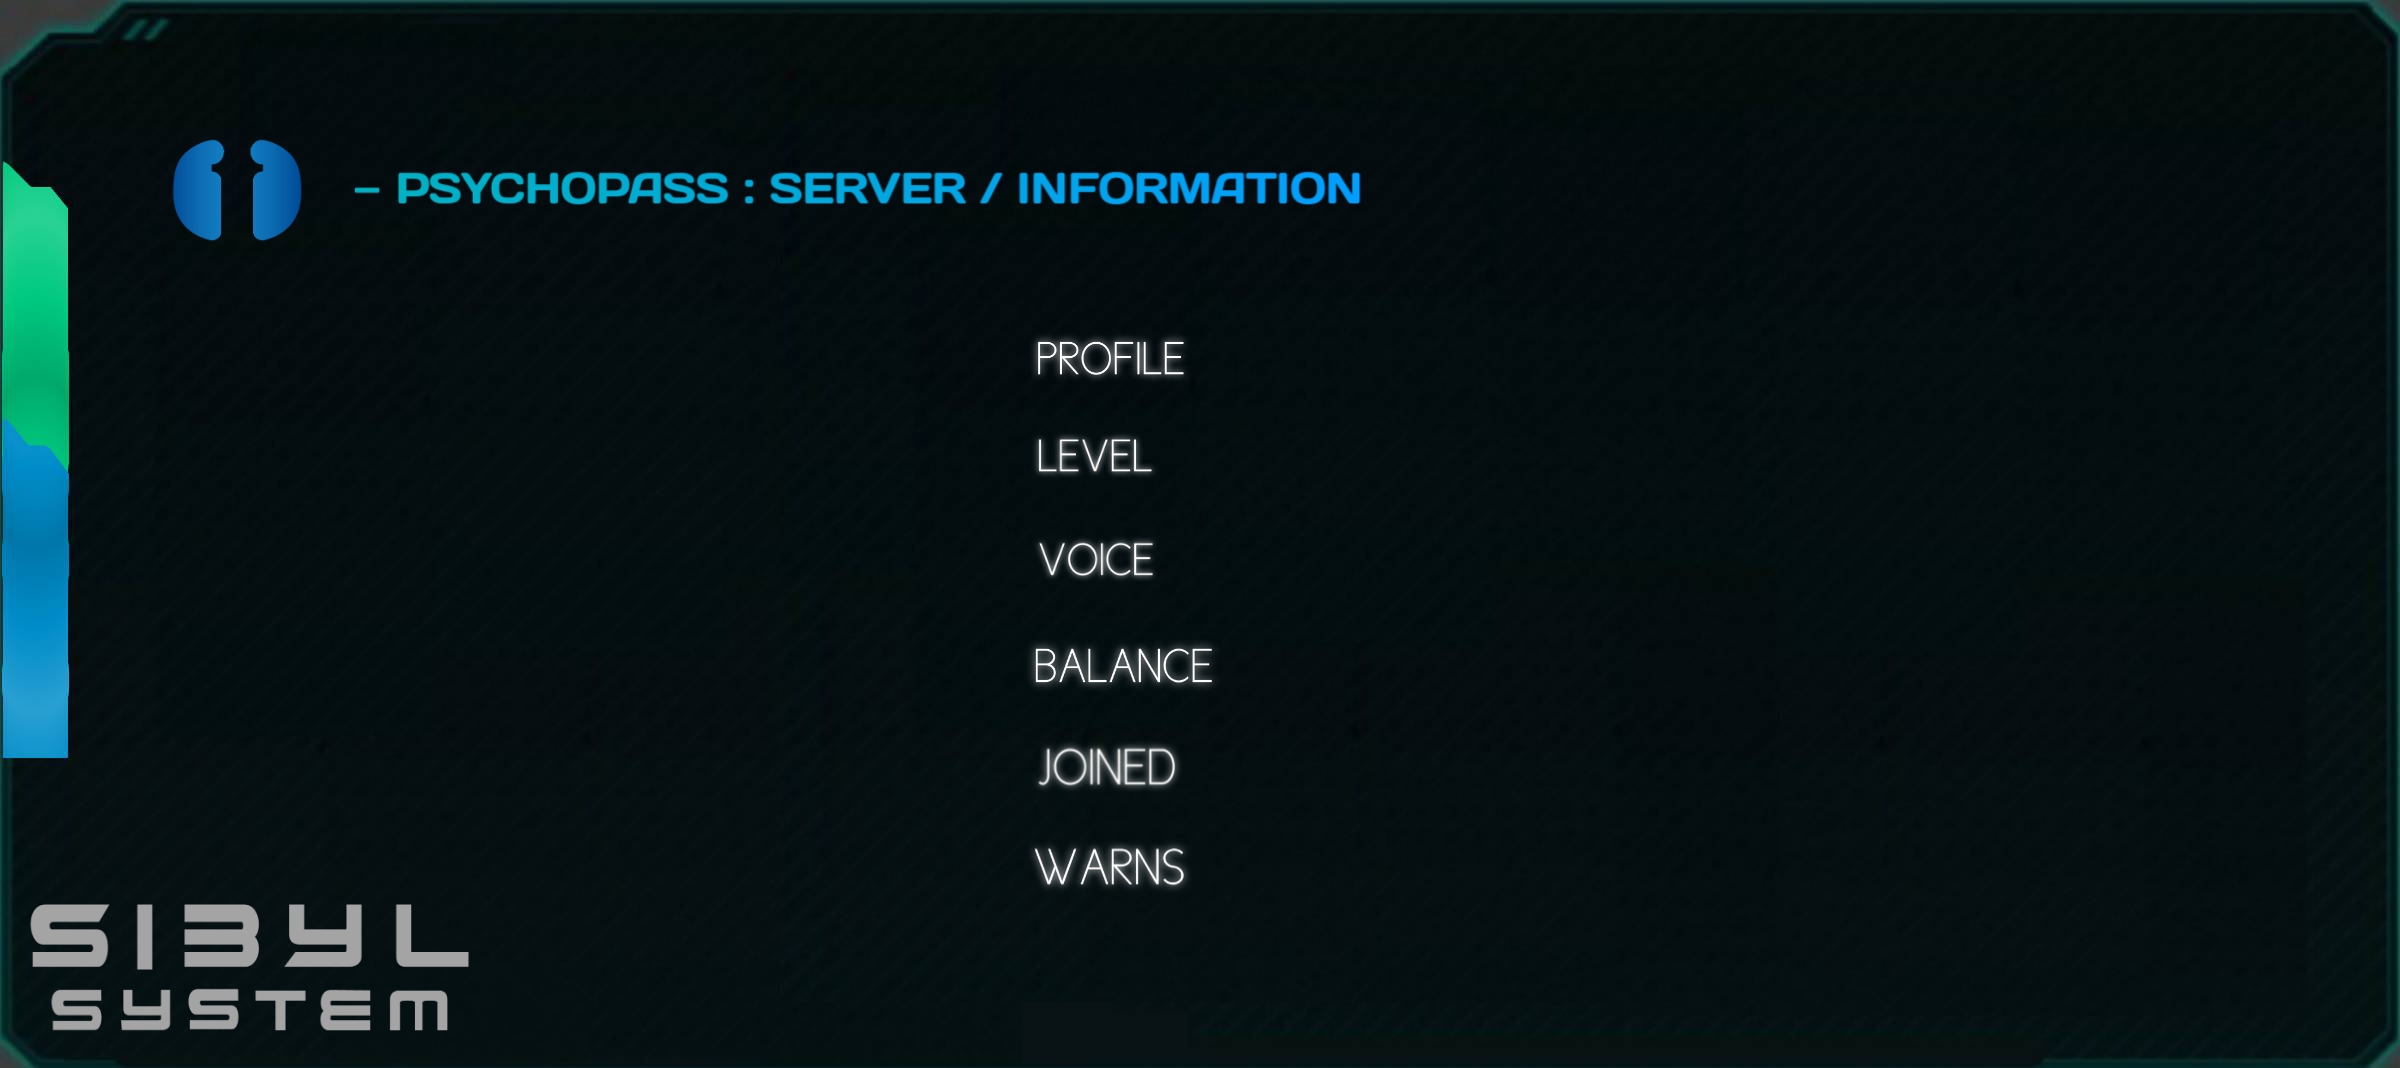 – PSYCHOPASS : SERVER / INFORMATION
PROFILE
LEVEL
VOICE
BALANCE
JOINED
WARNS
SIBYL
SYSTEM